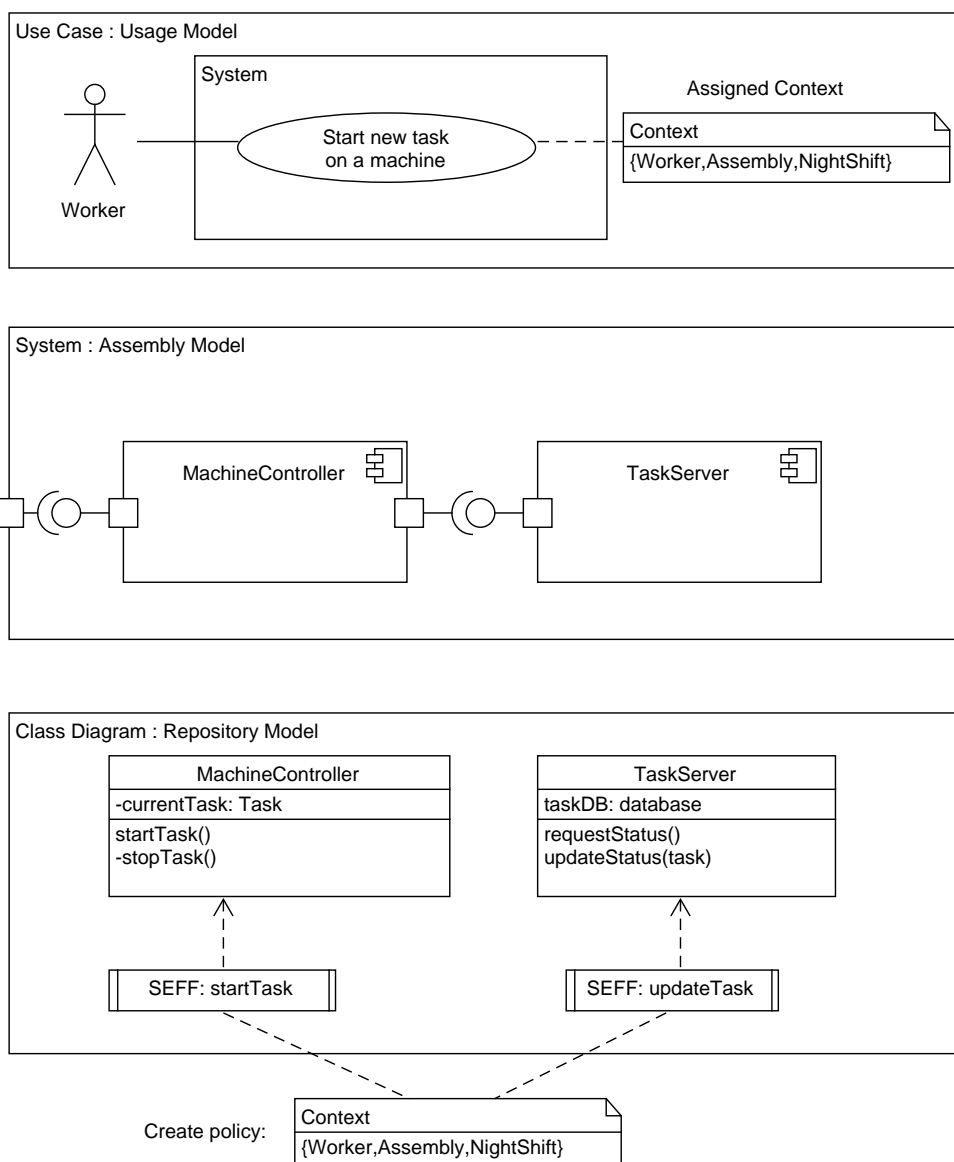 Use Case : Usage Model
System
Assigned Context
Start new task
on a machine
Context
{Worker,Assembly,NightShift}
Worker
System : Assembly Model
MachineController
TaskServer
Class Diagram : Repository Model
MachineController
-currentTask: Task
startTask()
-stopTask()
TaskServer
taskDB: database
requestStatus()
updateStatus(task)
SEFF: startTask
SEFF: updateTask
Create policy:
Context
{Worker,Assembly,NightShift}